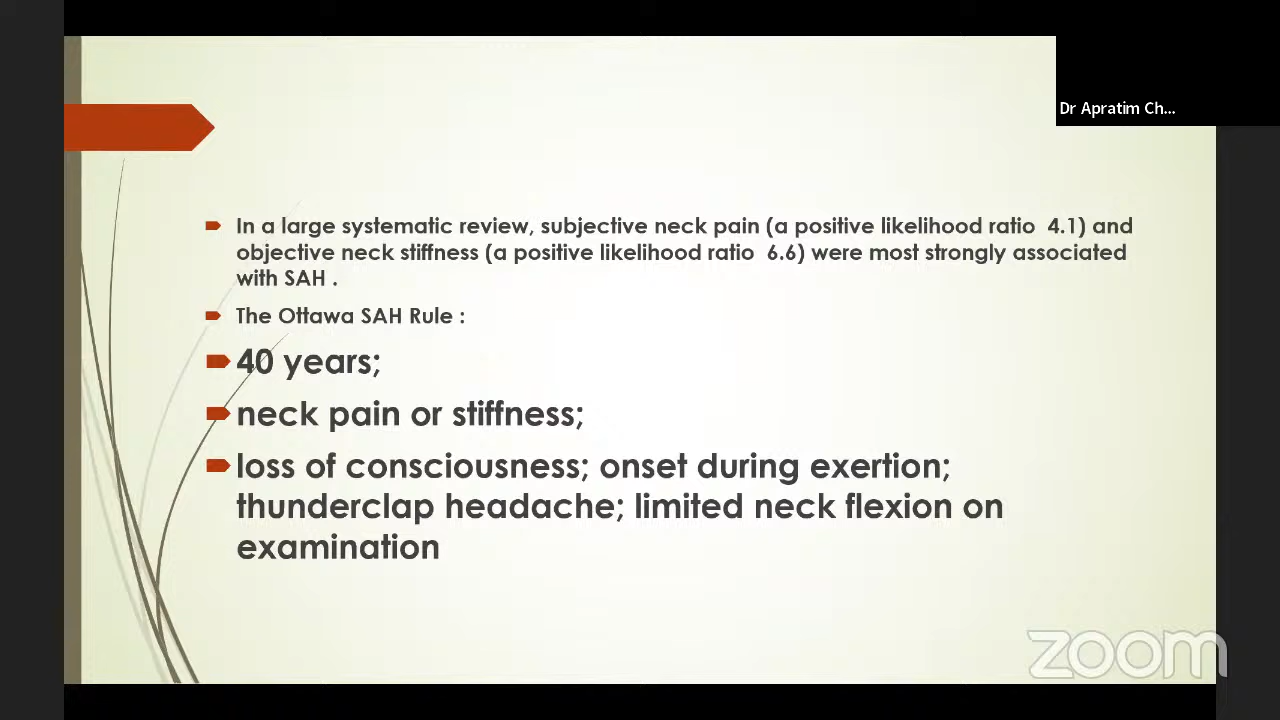 Dr Apratim Ch...
In a large systematic review, subjective neck pain (a positive likelihood ratio 4.1) and
objective neck stiffness (a positive likelihood ratio 6.6) were most strongly associated
with SAH .
The Ottawa SAH Rule :
40 years;
neck pain or stiffness;
loss of consciousness; onset during exertion;
thunderclap headache; limited neck flexion on
examination
zoom